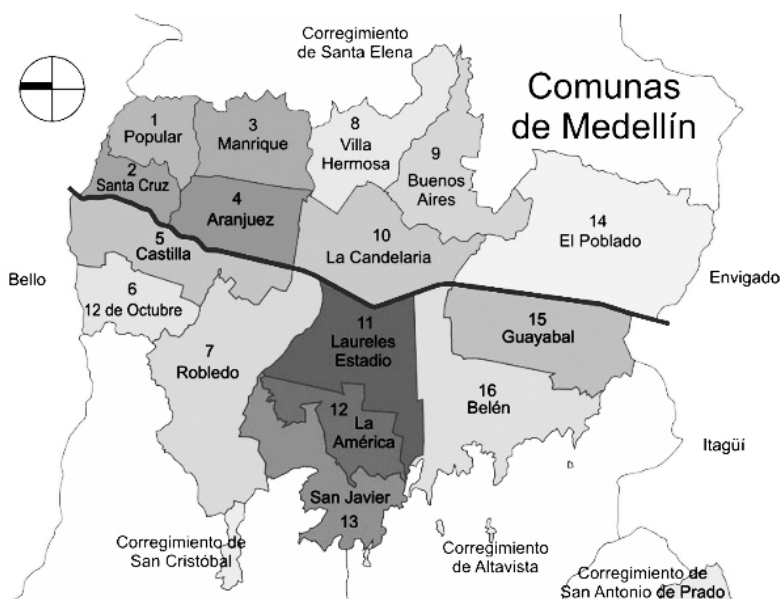 Corregimiento
de Santa Elena
Comunas
de Medellín
1
Popular
3
Manrique
8
Villa
Hermosa
9
Buenos
Aires
2
Santa Cruz
4
Aranjuez
14
El Poblado
5
Castilla
10
La Candelaria
Bello
Envigado
6
12 de Octubre
11
Laureles
Estadio
15
Guayabal
7
Robledo
16
Belén
12
La
América
Itagüí
San Javier
13
Corregimiento de
San Cristóbal
Corregimiento
de Altavista
Corregimiento de
San Antonio de Prado